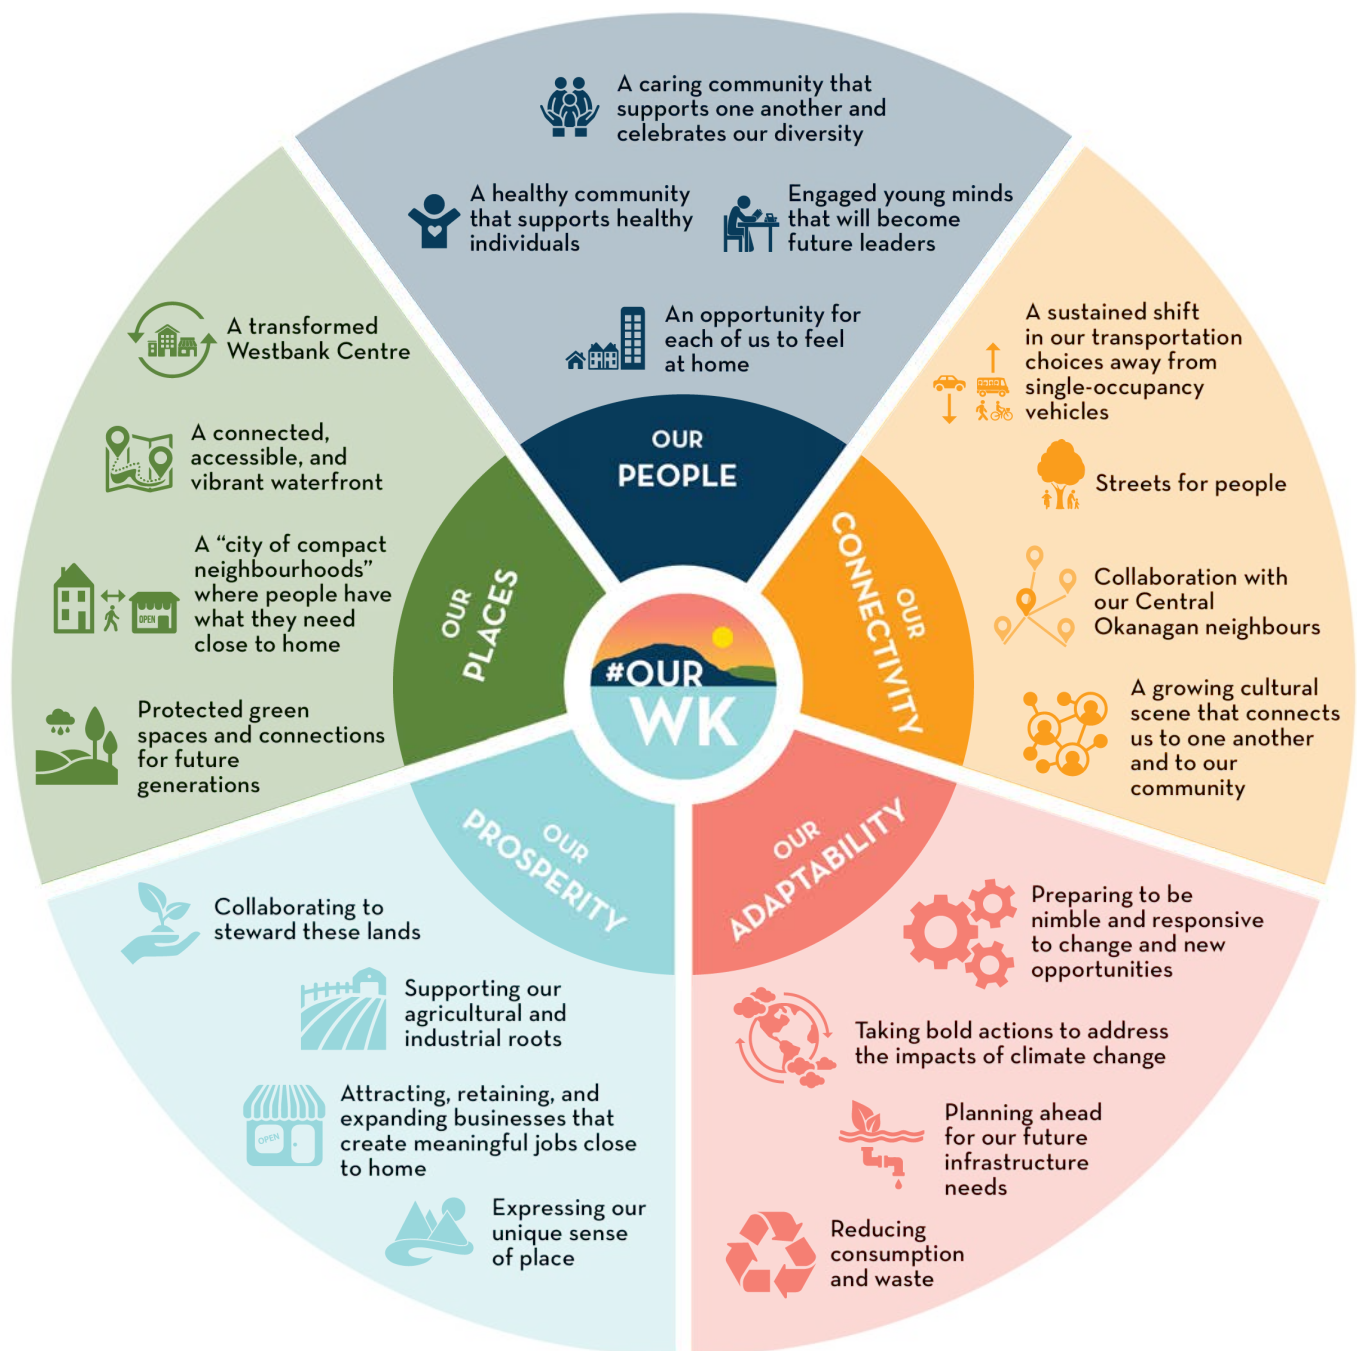 A caring community that
supports one another and
celebrates our diversity
A healthy community
that supports healthy
individuals
Engaged young minds
that will become
future leaders
An opportunity for
each of us to feel
at home
OUR
PEOPLE
A sustained shift
in our transportation
choices away from
single-occupancy
vehicles
Streets for people
Collaboration with
our Central
Okanagan neighbours
A growing cultural
scene that connects
us to one another
and to our
community
OUR
CONNECTIVITY
Preparing to be
nimble and responsive
to change and new
opportunities
Taking bold actions to address
the impacts of climate change
Planning ahead
for our future
infrastructure
needs
Reducing
consumption
and waste
OUR
ADAPTABILITY
Collaborating to
steward these lands
Supporting our
agricultural and
industrial roots
OPEN
Attracting, retaining, and
expanding businesses that
create meaningful jobs close
to home
Expressing our
unique sense
of place
OUR
PROSPERITY
A transformed
Westbank Centre
A connected,
accessible, and
vibrant waterfront
A “city of compact
neighbourhoods”
where people have
what they need
close to home
OPEN
Protected green
spaces and connections
for future
generations
OUR
PLACES
#OUR
WK